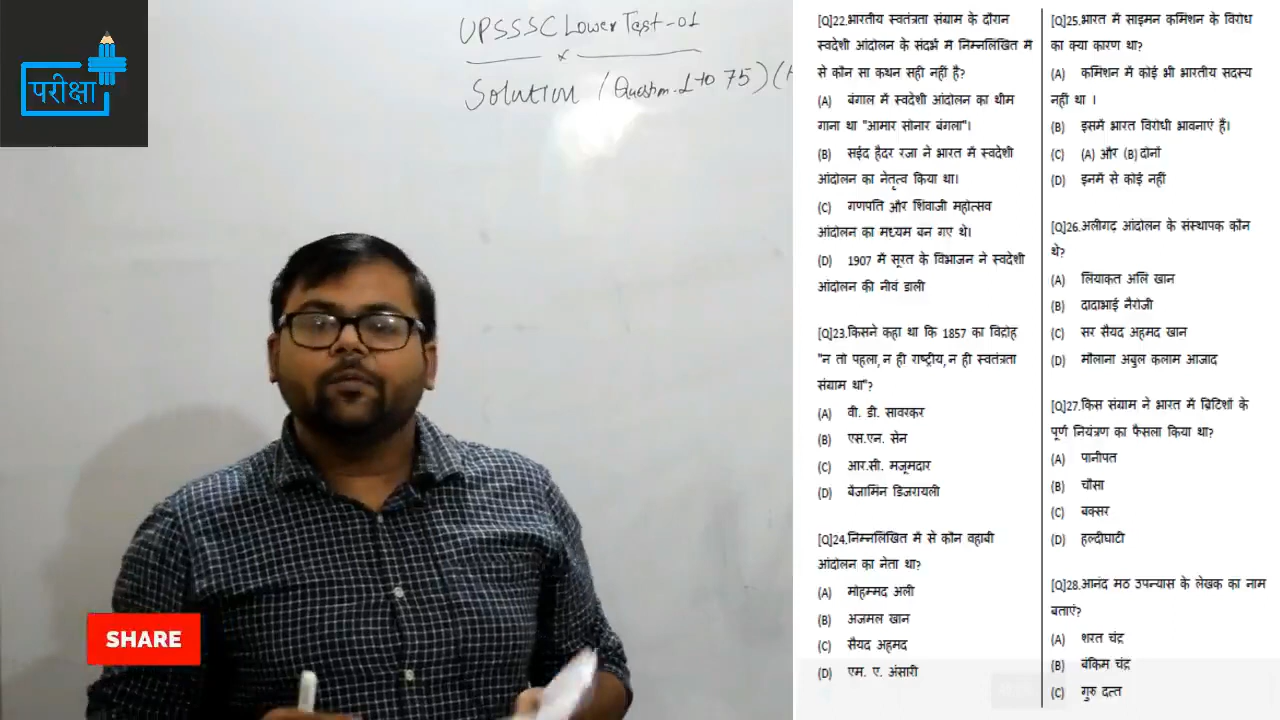 परीक्षा
UPSSSC Lower Test-01
Solution / Question-1 to 75) (
SHARE
[Q]22.भारतीय स्वतंत्रता संग्राम के दौरान
स्वदेशी आंदोलन के संदर्भ में निम्नलिखित में
से कौन सा कथन सही नहीं है?
(A) बंगाल में स्वदेशी आंदोलन का थीम
गाना था "आमार सोनार बंगला"।
(B) सईद हैदर रजा ने भारत में स्वदेशी
आंदोलन का नेतृत्व किया था।
(C) गणपति और शिवाजी महोत्सव
आंदोलन का मध्यम बन गए थे।
(D) 1907 में सूरत के विभाजन ने स्वदेशी
आंदोलन की नीवं डाली
[Q]23.किसने कहा था कि 1857 का विद्रोह
"न तो पहला, न ही राष्ट्रीय, न ही स्वतंत्रता
संग्राम था"?
(A) वी. डी. सावरकर
(B) एस.एन. सेन
(C) आर.सी. मजूमदार
(D) बेंजामिन डिजरायली
[Q]24.निम्नलिखित में से कौन वहाबी
आंदोलन का नेता था?
(A) मोहम्मद अली
(B) अजमल खान
(C) सैयद अहमद
(D) एम. ए. अंसारी
[Q]25.भारत में साइमन कमिशन के विरोध
का क्या कारण था?
(A) कमिशन में कोई भी भारतीय सदस्य
नहीं था ।
(B) इसमें भारत विरोधी भावनाएं हैं।
(C) (A) और (B) दोनों
(D) इनमें से कोई नहीं
[Q]26.अलीगढ़ आंदोलन के संस्थापक कौन
थे?
(A) लियाकत अलि खान
(B) दादाभाई नैरोजी
(C) सर सैयद अहमद खान
(D) मौलाना अबुल कलाम आजाद
[Q]27.किस संग्राम ने भारत में ब्रिटिशों के
पूर्ण नियंत्रण का फैसला किया था?
(A) पानीपत
(B) चौसा
(C) बक्सर
(D) हल्दीघाटी
[Q]28.आनंद मठ उपन्यास के लेखक का नाम
बताएं?
(A) शरत चंद्र
(B) बंकिम चंद्र
(C) गुरु दत्त